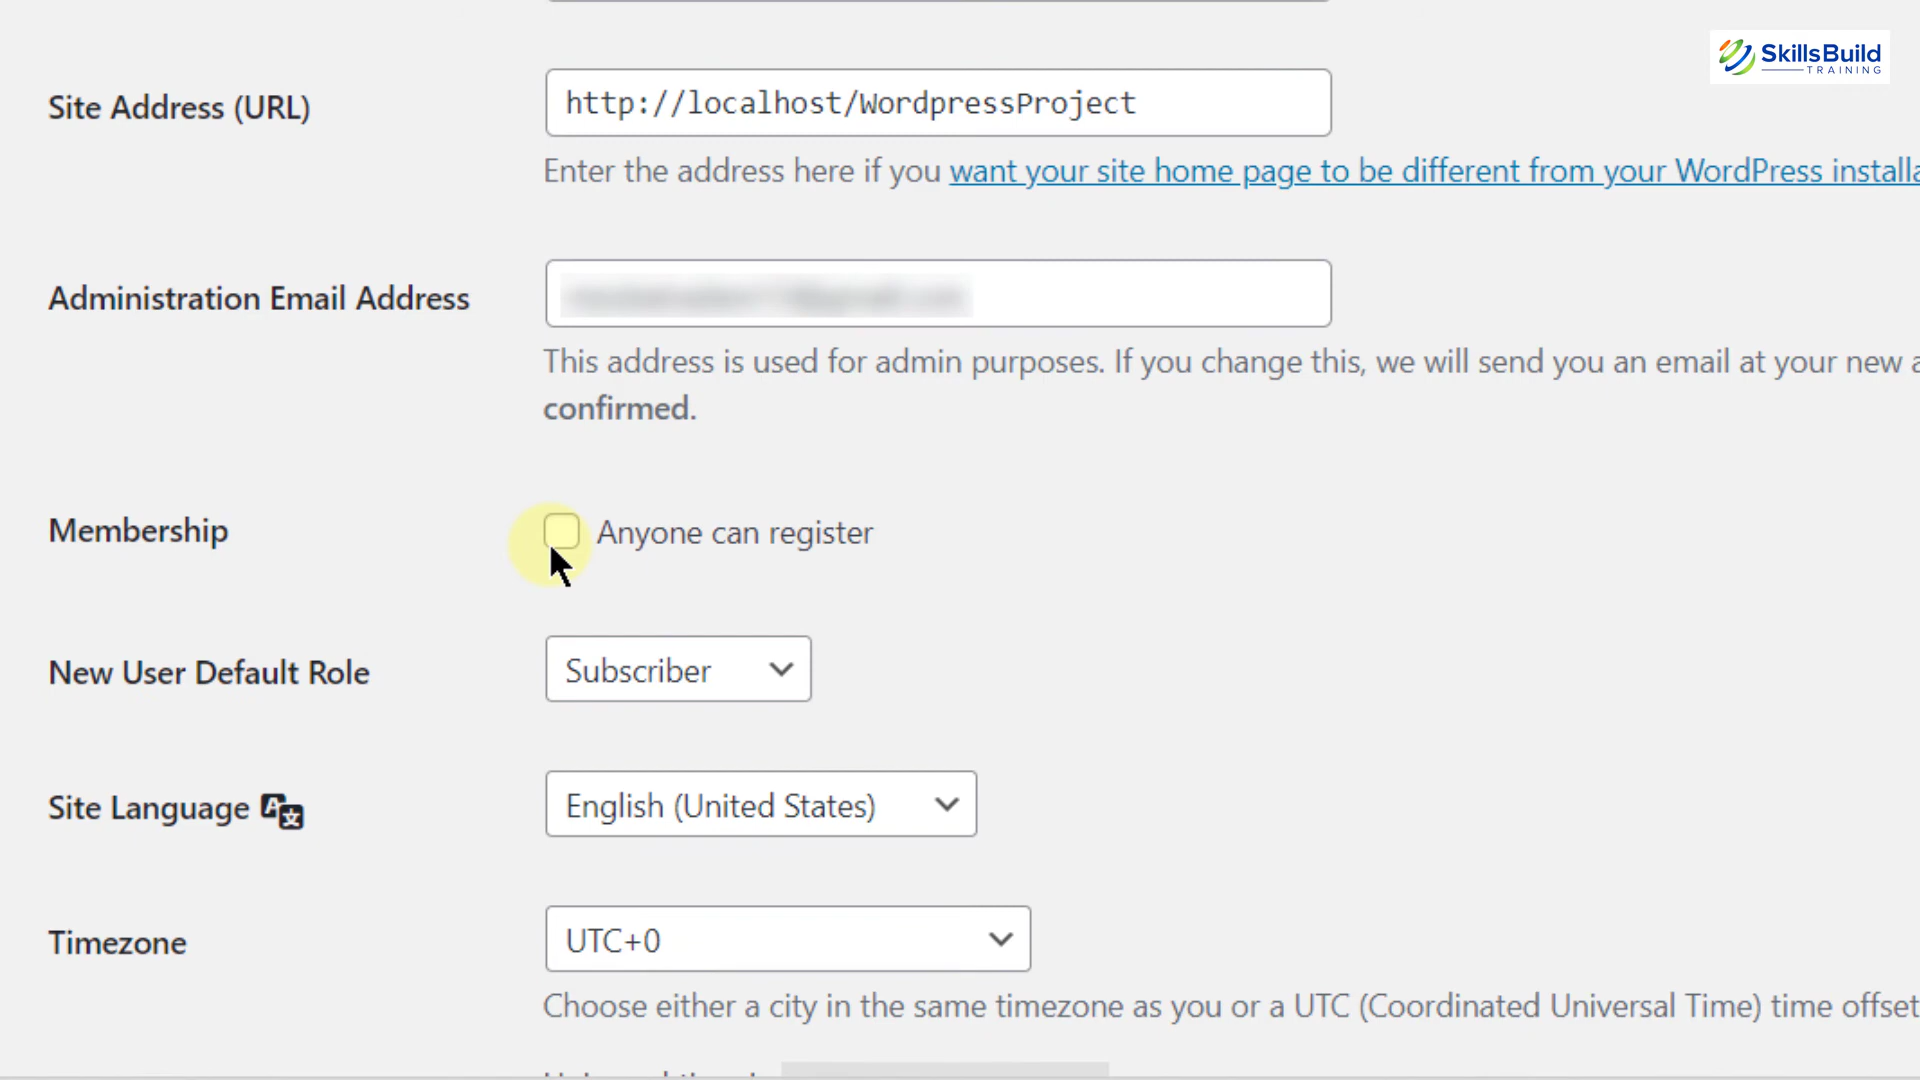 SkillsBuild
TRAINING
Site Address (URL)
http://localhost/WordpressProject
Enter the address here if you want your site home page to be different from your WordPress
Administration Email Address
This address is used for admin purposes. If you change this, we will send you an email at your new
confirmed.
Membership
Anyone can register
New User Default Role
Subscriber
Site Language
English (United States)
Timezone
UTC+0
Choose either a city in the same timezone as you or a UTC (Coordinated Universal Time) time offset